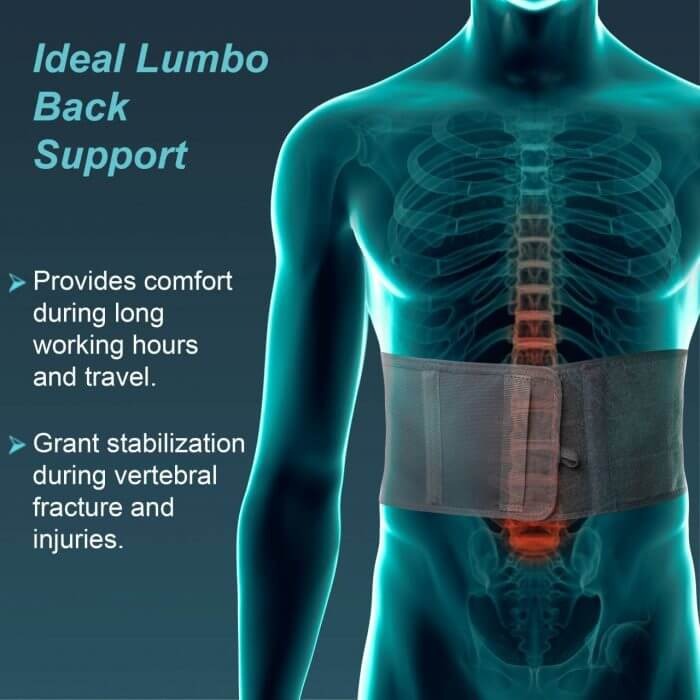 Ideal Lumbo
Back
Support
Provides comfort
during long
working hours
and travel.
Grant stabilization
during vertebral
fracture and
injuries.